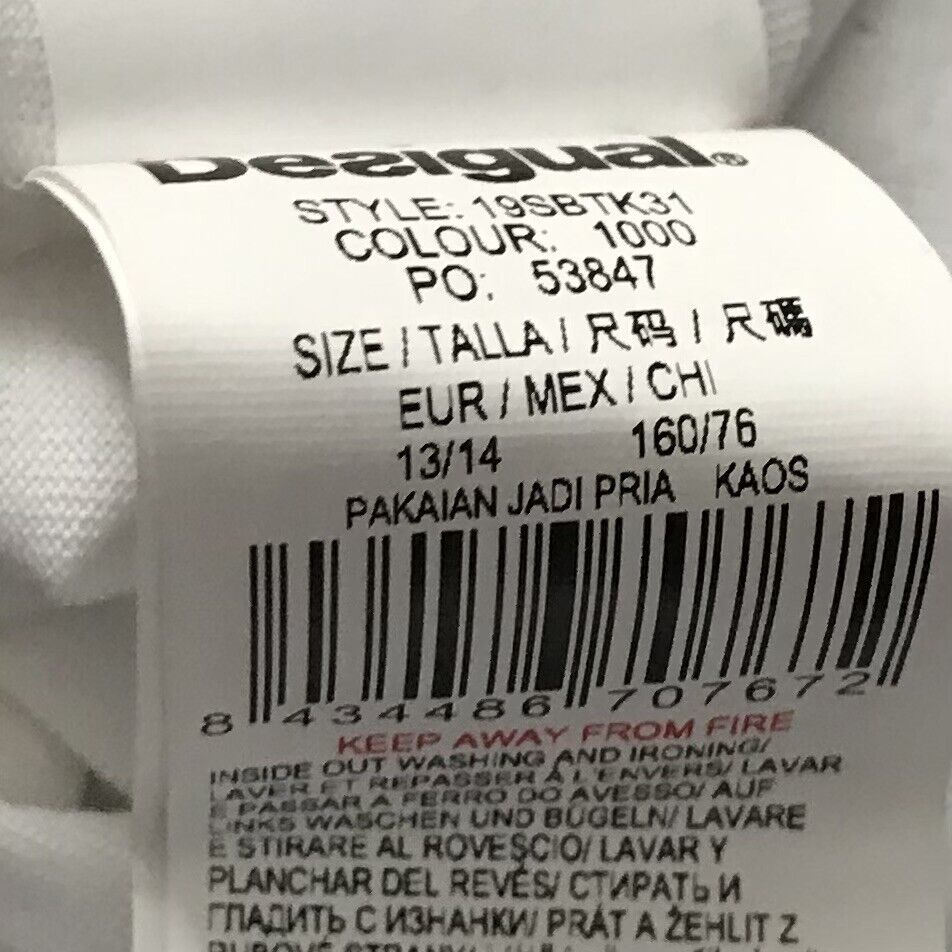 Desigual®
STYLE: 19SBTK31
COLOUR: 1000
PO: 53847
SIZE / TALLA / 尺码 / 尺碼
EUR / MEX / CHI
13/14 160/76
PAKAIAN JADI PRIA KAOS
8 434486 707672
KEEP AWAY FROM FIRE
INSIDE OUT WASHING AND IRONING/
LAVER ET REPASSER À L'ENVERS/ LAVAR
E PASSAR A FERRO DO AVESSO/ AUF
LINKS WASCHEN UND BÜGELN/ LAVARE
E STIRARE AL ROVESCIO/ LAVAR Y
PLANCHAR DEL REVÉS/ СТИРАТЬ И
ГЛАДИТЬ С ИЗНАНКИ/ PRÁT A ŽEHLIT Z